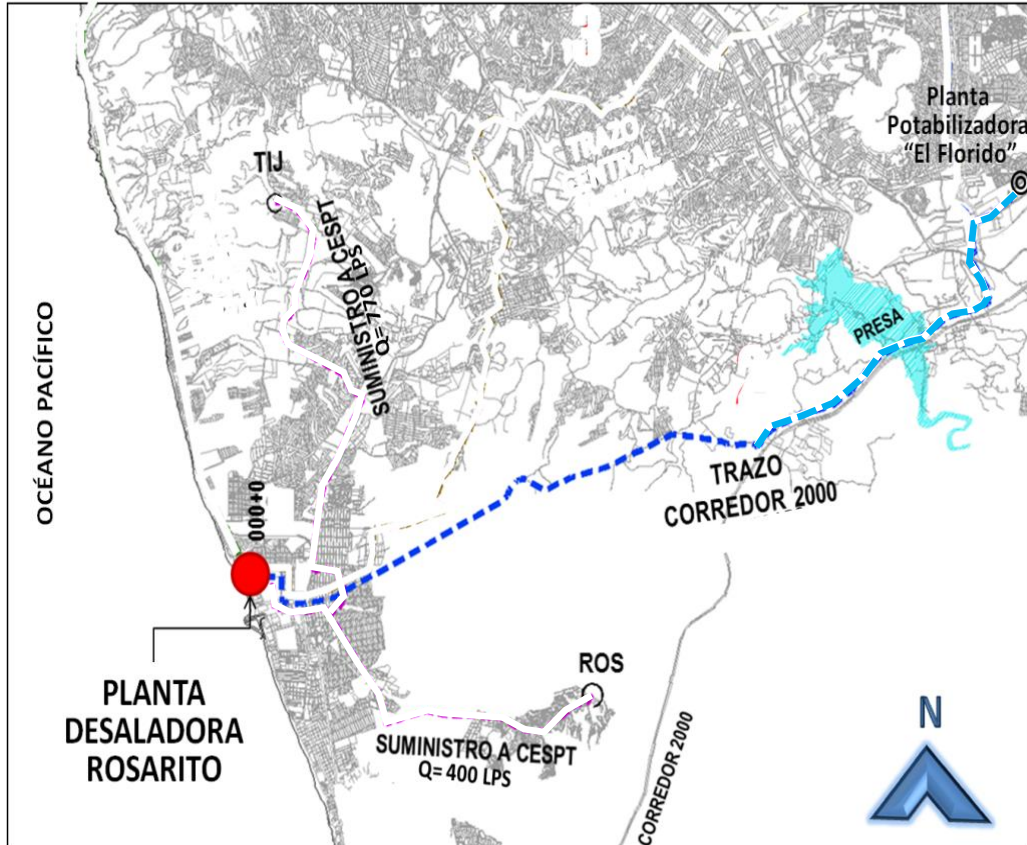 Planta
Potabilizadora
“El Florido”
TRAZO
CENTRAL
TIJ
SUMINISTRO A CESPT
Q= 770 LPS
PRESA
OCÉANO PACÍFICO
TRAZO
CORREDOR 2000
0+000
PLANTA
DESALADORA
ROSARITO
ROS
SUMINISTRO A CESPT
Q= 400 LPS
CORREDOR 2000
N